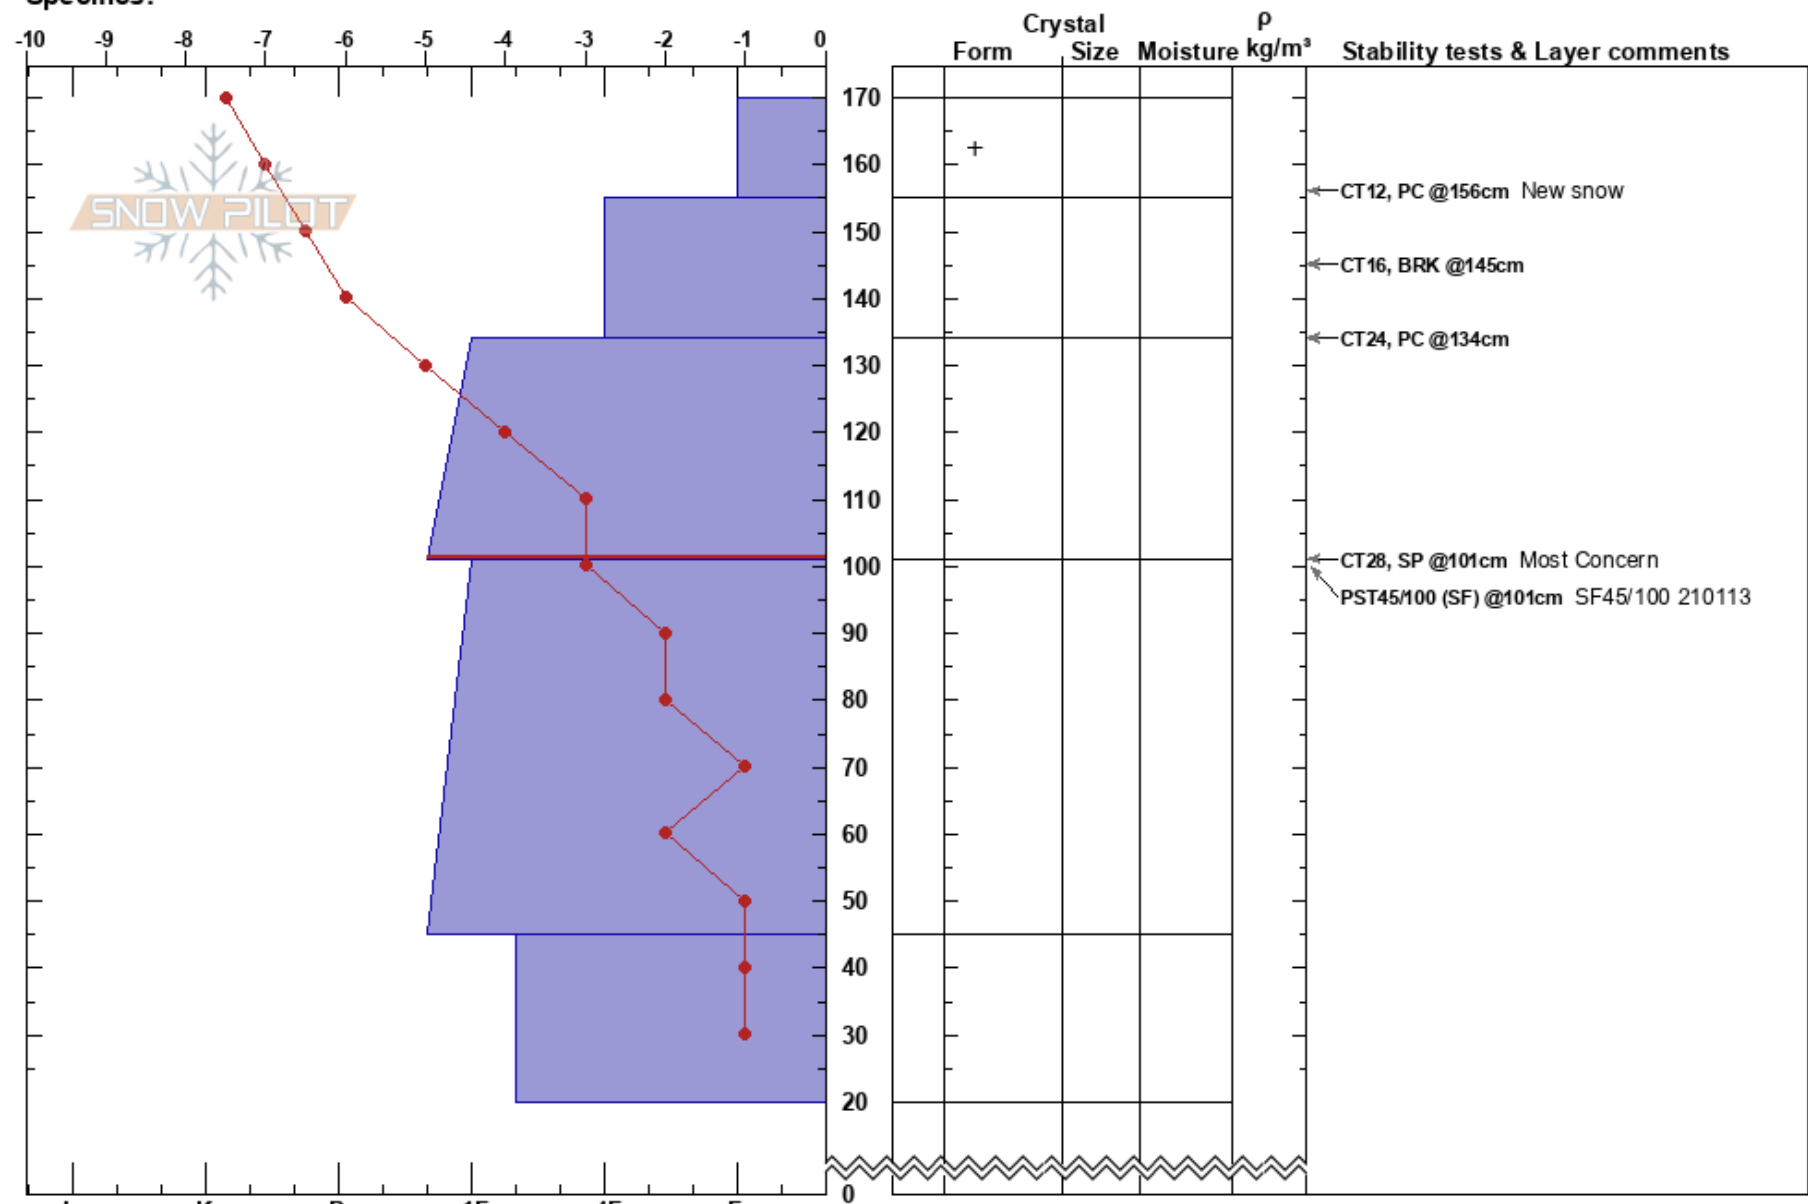 Crystal ρ
-10 -9 -8 -7 -6 -5 -4 -3 -2 -1 0 Form Size Moisture kg/m³ Stability tests & Layer comments
170
+
160
SNOW PILOT
CT12, PC @156cm New snow
150
CT16, BRK @145cm
140
CT24, PC @134cm
130
120
110
CT28, SP @101cm Most Concern
100
PST45/100 (SF) @101cm SF45/100 210113
90
80
70
60
50
40
30
20
0